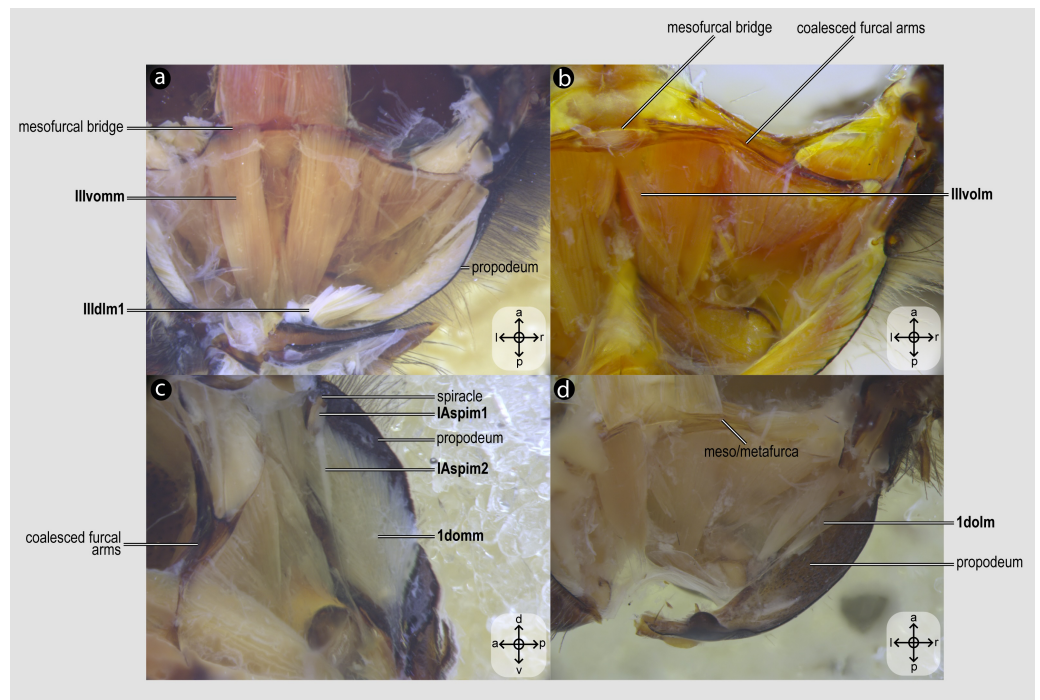 mesofurcal bridge
coalesced furcal arms
a
mesofurcal bridge
IIIvomm
propodeum
IIIdlm1
a
l
r
p
b
IIIvolm
a
l
r
p
c
spiracle
IAspim1
propodeum
IAspim2
1domm
coalesced furcal
arms
d
a
p
v
d
meso/metafurca
1dolm
propodeum
a
l
r
p